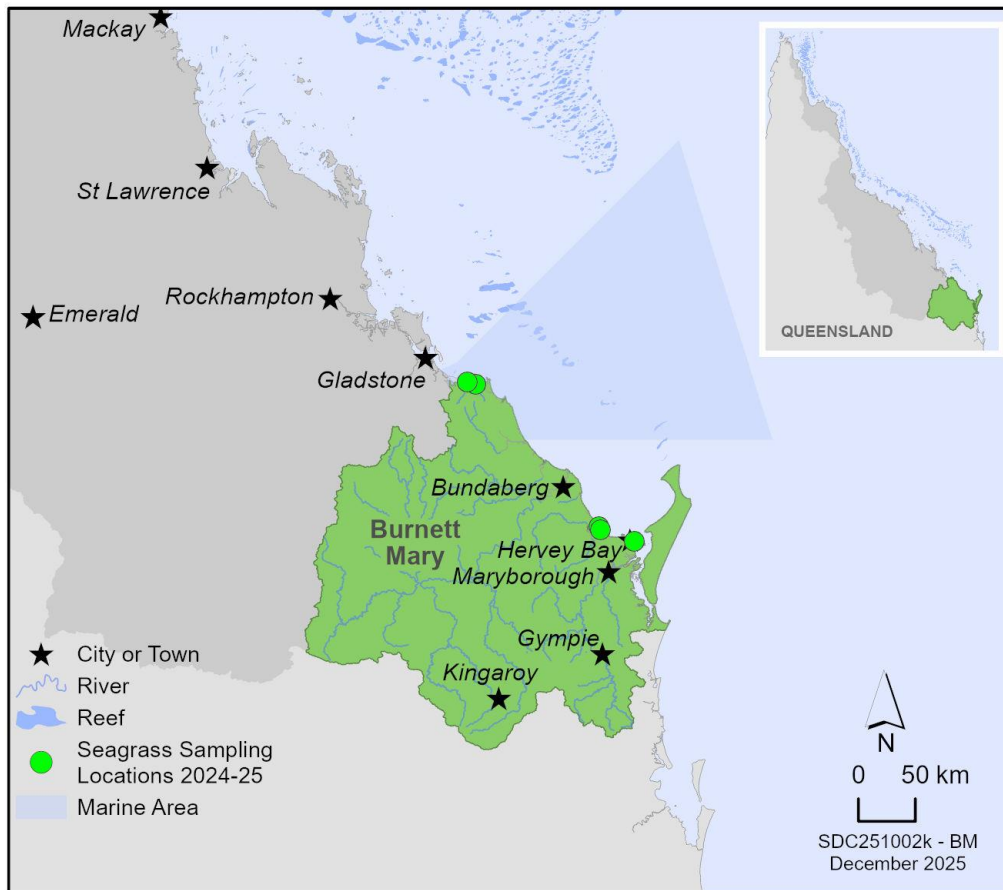 Mackay
St Lawrence
Rockhampton
Emerald
Gladstone
QUEENSLAND
Bundaberg
Burnett
Mary
Hervey Bay
Maryborough
Gympie
Kingaroy
City or Town
River
Reef
Seagrass Sampling
Locations 2024-25
Marine Area
N
0 50 km
SDC251002k - BM
December 2025